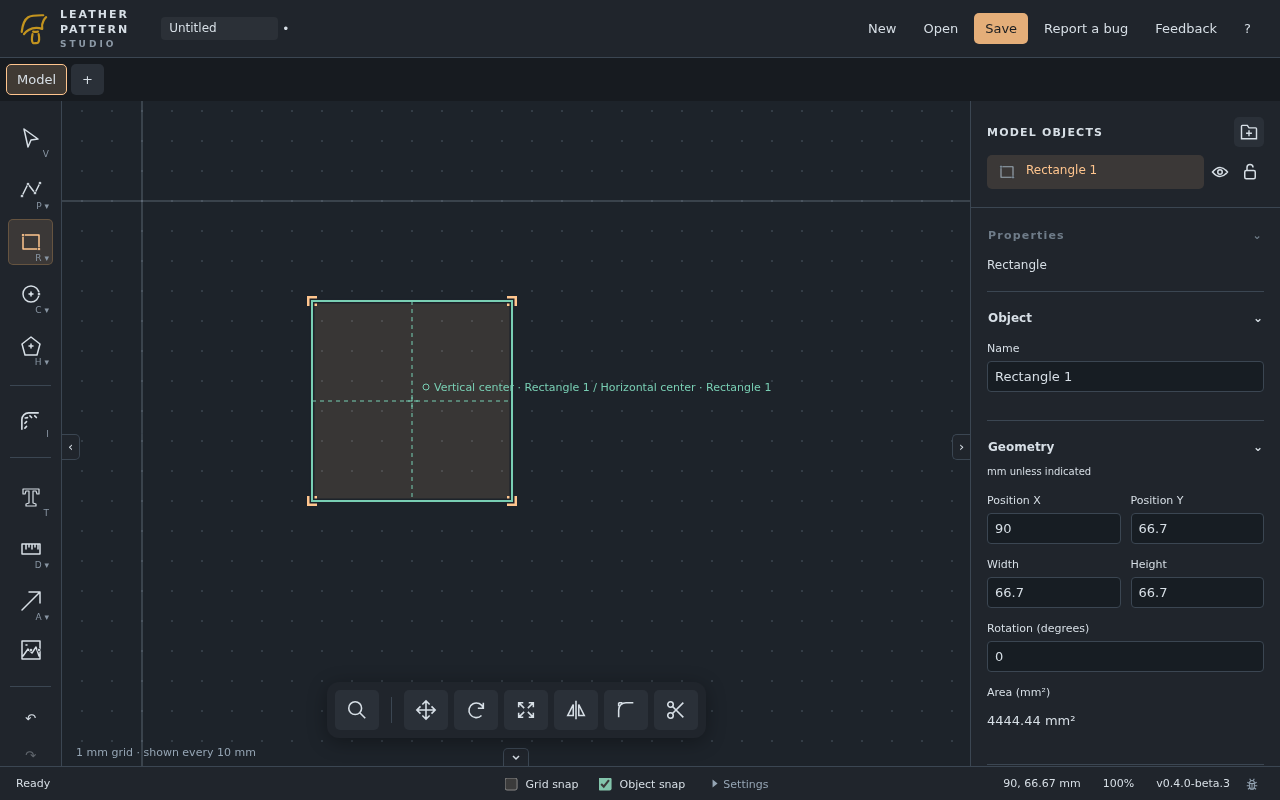 LEATHER
PATTERN
STUDIO
Untitled •
New Open Save Report a bug Feedback ?
Model +
V
P ▾
R ▾
C ▾
H ▾
I
T
D ▾
A ▾
Vertical center · Rectangle 1 / Horizontal center · Rectangle 1
1 mm grid · shown every 10 mm
MODEL OBJECTS
Rectangle 1
Properties
Rectangle
Object
Name
Rectangle 1
Geometry
mm unless indicated
Position X Position Y
90 66.7
Width Height
66.7 66.7
Rotation (degrees)
0
Area (mm²)
4444.44 mm²
Ready Grid snap Object snap Settings 90, 66.67 mm 100% v0.4.0-beta.3